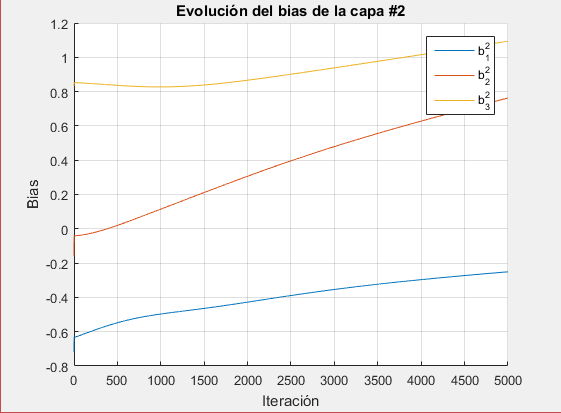 Evolución del bias de la capa #2
Bias
1.2
1
0.8
0.6
0.4
0.2
0
-0.2
-0.4
-0.6
-0.8
b₁²
b₂²
b₃²
0 500 1000 1500 2000 2500 3000 3500 4000 4500 5000
Iteración